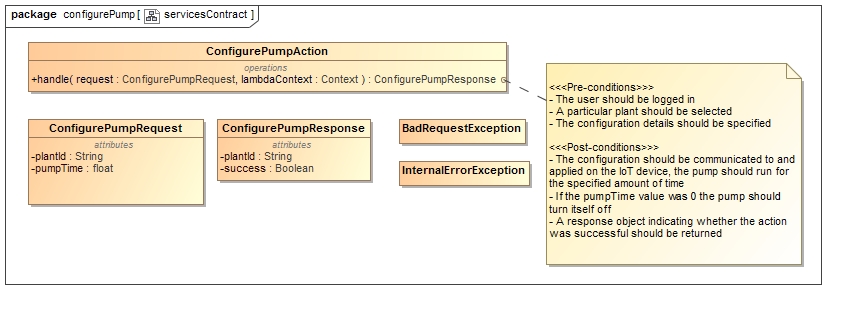 package configurePump [ servicesContract ]
ConfigurePumpAction
operations
+handle( request : ConfigurePumpRequest, lambdaContext : Context ) : ConfigurePumpResponse
<<<Pre-conditions>>>
- The user should be logged in
- A particular plant should be selected
- The configuration details should be specified
<<<Post-conditions>>>
- The configuration should be communicated to and
applied on the IoT device, the pump should run for
the specified amount of time
- If the pumpTime value was 0 the pump should
turn itself off
- A response object indicating whether the action
was successful should be returned
ConfigurePumpRequest
attributes
-plantId : String
-pumpTime : float
ConfigurePumpResponse
attributes
-plantId : String
-success : Boolean
BadRequestException
InternalErrorException